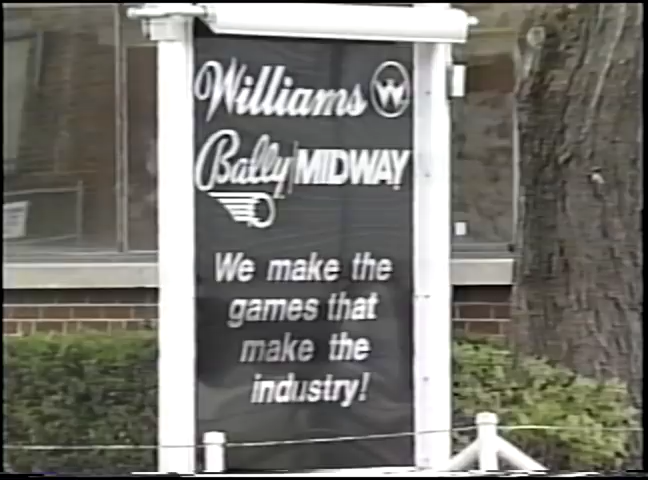 Williams W
Bally/MIDWAY
We make the
games that
make the
industry!